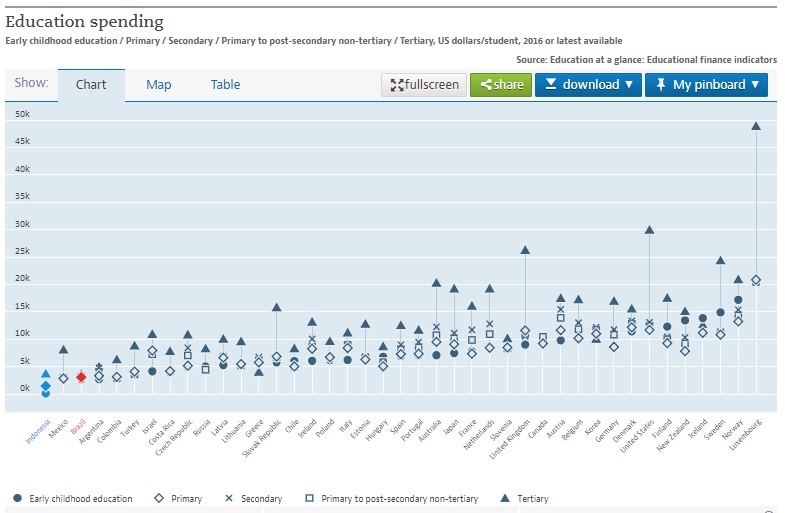 Education spending
Early childhood education / Primary / Secondary / Primary to post-secondary non-tertiary / Tertiary, US dollars/student, 2016 or latest available
Source: Education at a glance: Educational finance indicators
Show: Chart Map Table fullscreen share download ▼ My pinboard ▼
50k
45k
40k
35k
30k
25k
20k
15k
10k
5k
0k
Indonesia Mexico Brazil Argentina Colombia Turkey Israel Costa Rica Czech Republic Russia Latvia Lithuania Greece Slovak Republic Chile Ireland Poland Italy Estonia Hungary Spain Portugal Australia Japan France Netherlands Slovenia United Kingdom Canada Austria Belgium Korea Germany Denmark United States Finland New Zealand Iceland Sweden Norway Luxembourg
Early childhood education Primary Secondary Primary to post-secondary non-tertiary Tertiary